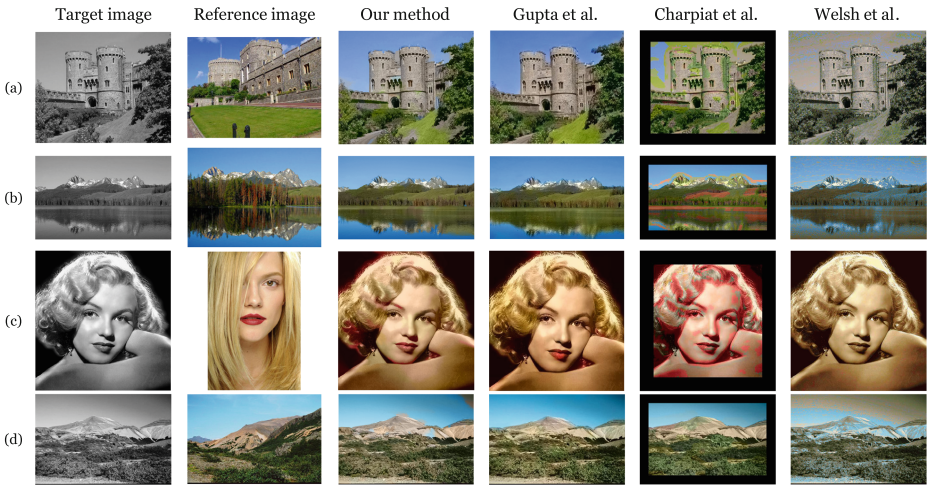 Target image Reference image Our method Gupta et al. Charpiat et al. Welsh et al.
(a)
(b)
(c)
(d)